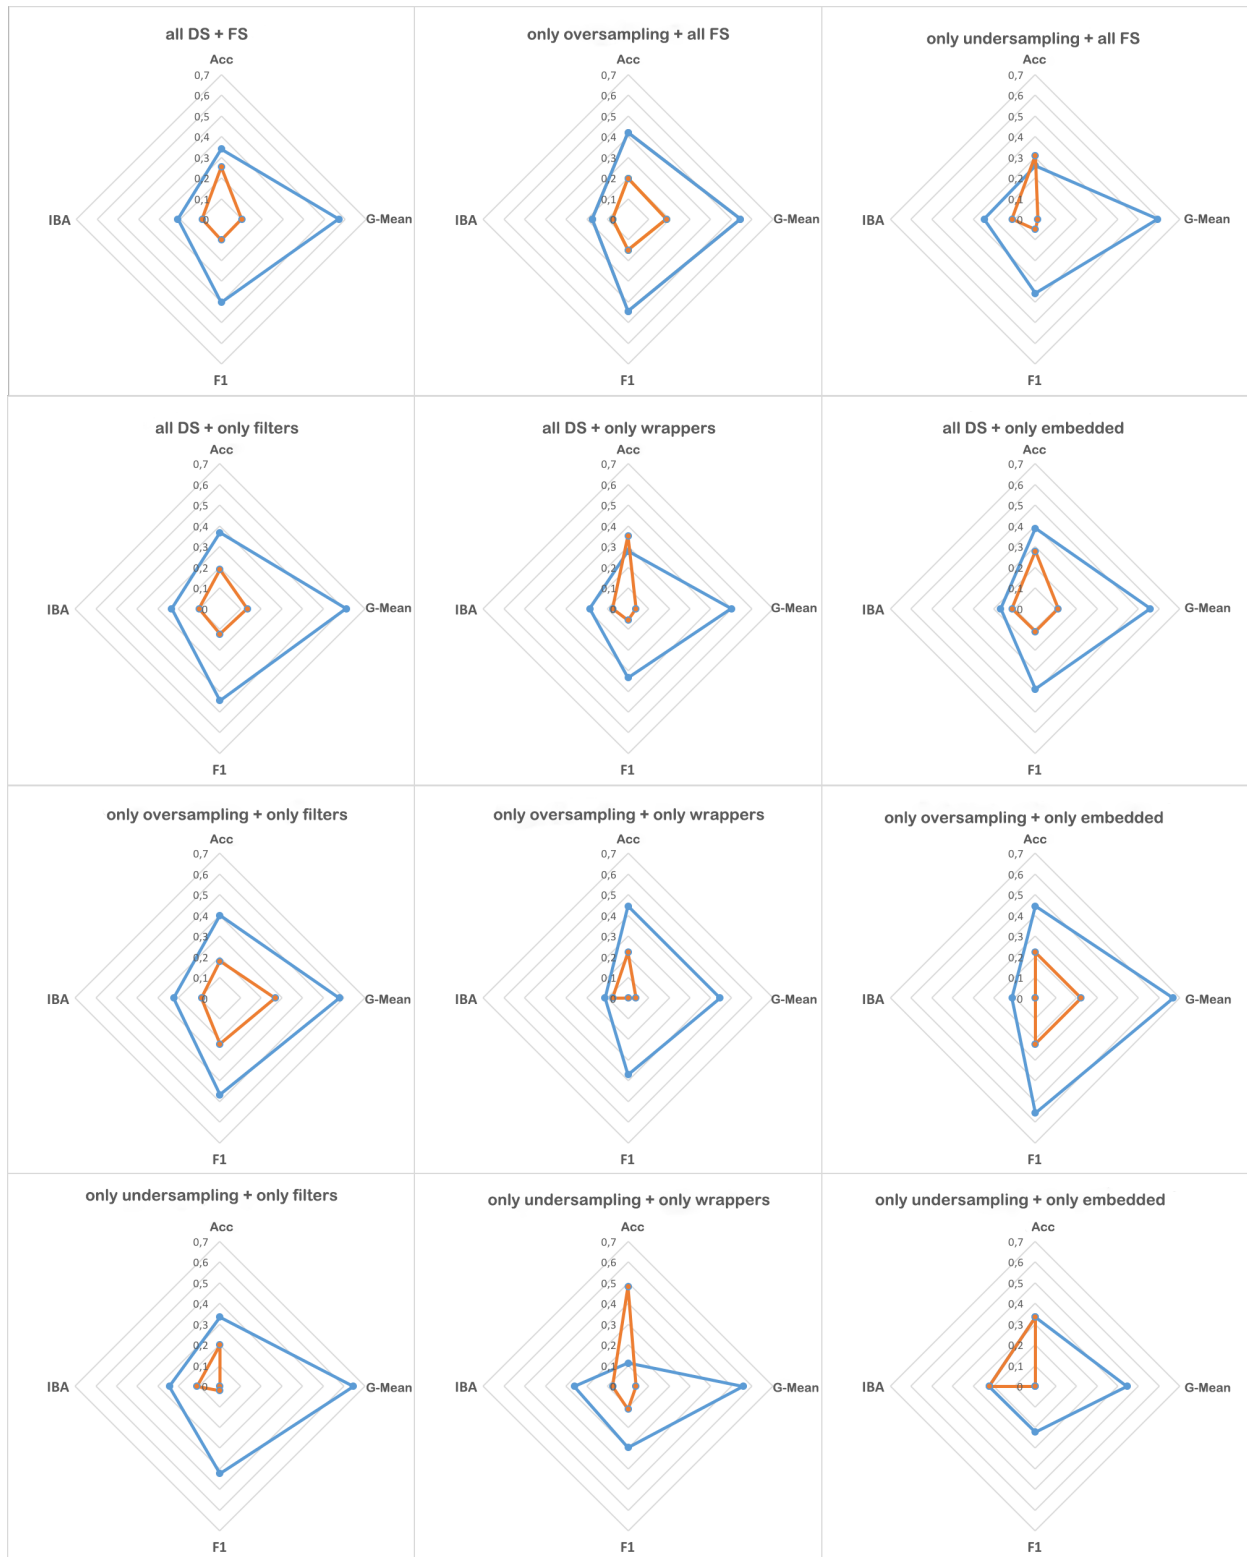 all DS + FS
Acc
0,7
0,6
0,5
0,4
0,3
0,2
0,1
0
IBA
G-Mean
F1
only oversampling + all FS
Acc
0,7
0,6
0,5
0,4
0,3
0,2
0,1
0
IBA
G-Mean
F1
only undersampling + all FS
Acc
0,7
0,6
0,5
0,4
0,3
0,2
0,1
0
IBA
G-Mean
F1
all DS + only filters
Acc
0,7
0,6
0,5
0,4
0,3
0,2
0,1
0
IBA
G-Mean
F1
all DS + only wrappers
Acc
0,7
0,6
0,5
0,4
0,3
0,2
0,1
0
IBA
G-Mean
F1
all DS + only embedded
Acc
0,7
0,6
0,5
0,4
0,3
0,2
0,1
0
IBA
G-Mean
F1
only oversampling + only filters
Acc
0,7
0,6
0,5
0,4
0,3
0,2
0,1
0
IBA
G-Mean
F1
only oversampling + only wrappers
Acc
0,7
0,6
0,5
0,4
0,3
0,2
0,1
0
IBA
G-Mean
F1
only oversampling + only embedded
Acc
0,7
0,6
0,5
0,4
0,3
0,2
0,1
0
IBA
G-Mean
F1
only undersampling + only filters
Acc
0,7
0,6
0,5
0,4
0,3
0,2
0,1
0
IBA
G-Mean
F1
only undersampling + only wrappers
Acc
0,7
0,6
0,5
0,4
0,3
0,2
0,1
0
IBA
G-Mean
F1
only undersampling + only embedded
Acc
0,7
0,6
0,5
0,4
0,3
0,2
0,1
0
IBA
G-Mean
F1